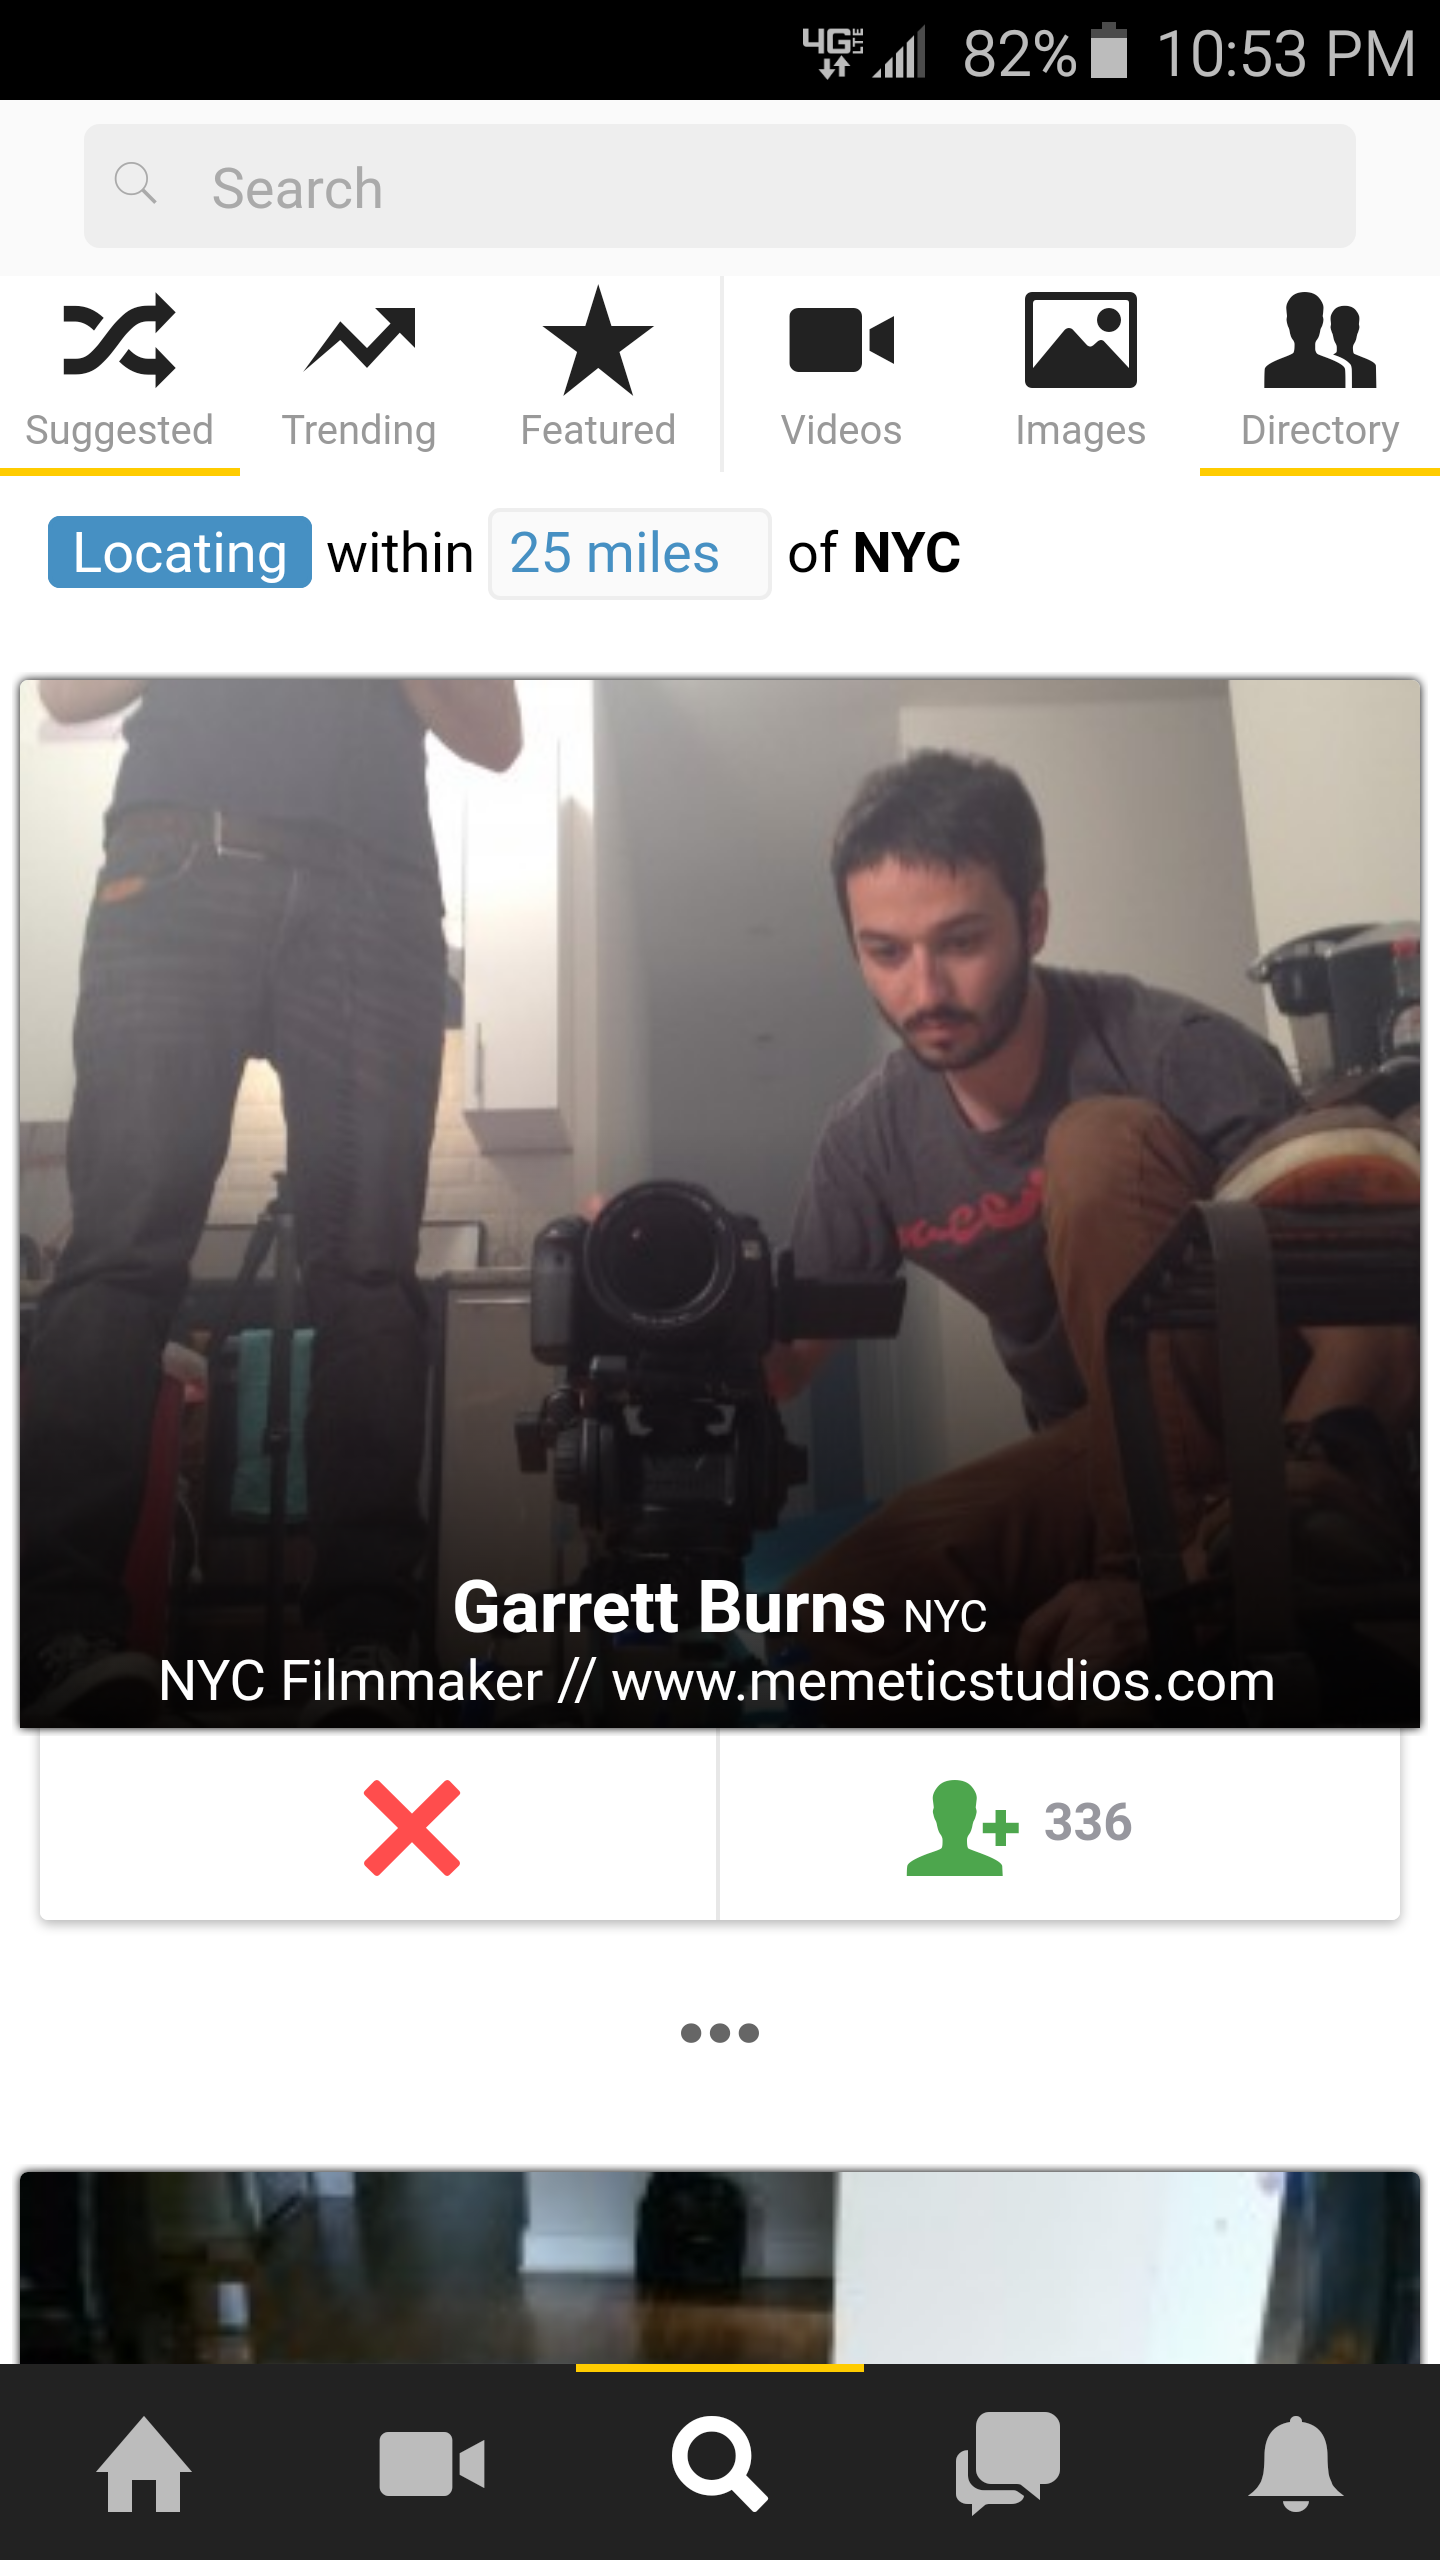 4G LTE 82% 10:53 PM
Search
Suggested Trending Featured Videos Images Directory
Locating within 25 miles of NYC
Garrett Burns NYC
NYC Filmmaker // www.memeticstudios.com
336